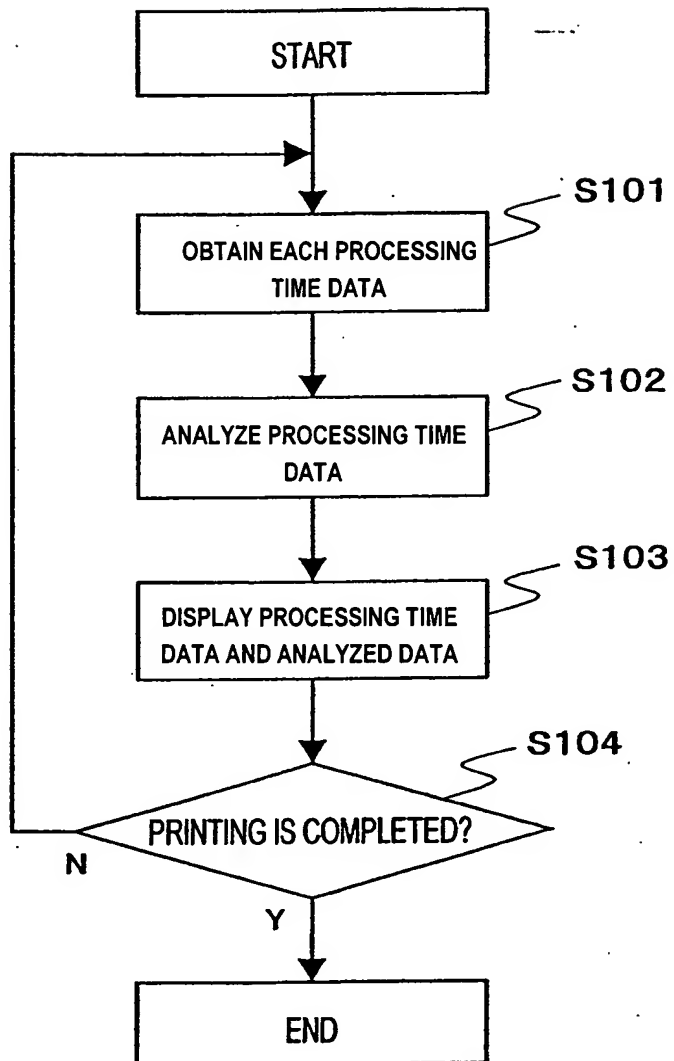 START
S101
OBTAIN EACH PROCESSING
TIME DATA
S102
ANALYZE PROCESSING TIME
DATA
S103
DISPLAY PROCESSING TIME
DATA AND ANALYZED DATA
S104
PRINTING IS COMPLETED?
N
Y
END